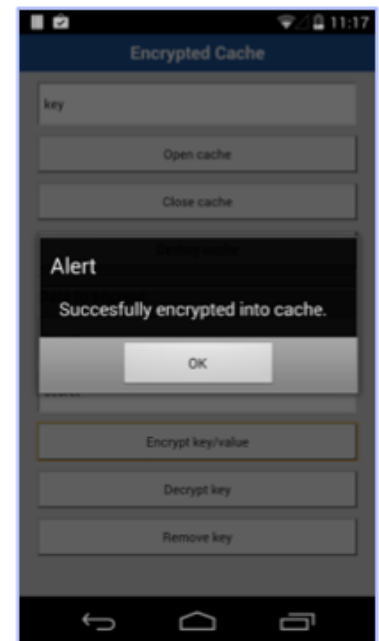 11:17
Encrypted Cache
key
Open cache
Close cache
Alert
Succesfully encrypted into cache.
OK
Encrypt key/value
Decrypt key
Remove key